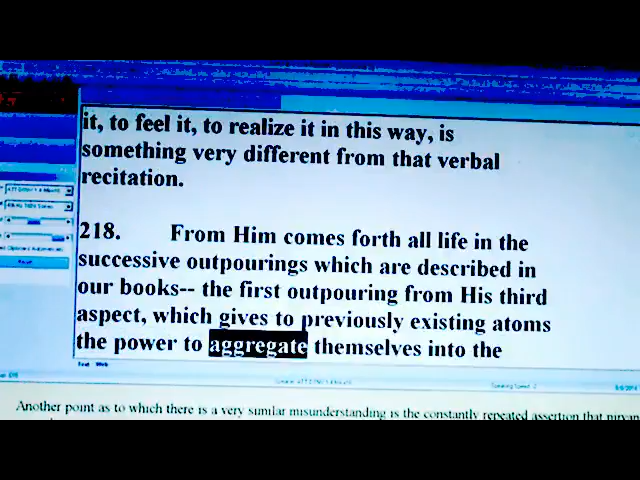 it, to feel it, to realize it in this way, is
something very different from that verbal
recitation.
218. From Him comes forth all life in the
successive outpourings which are described in
our books-- the first outpouring from His third
aspect, which gives to previously existing atoms
the power to aggregate themselves into the
Another point as to which there is a very similar misunderstanding is the constantly repeated assertion that nirvan